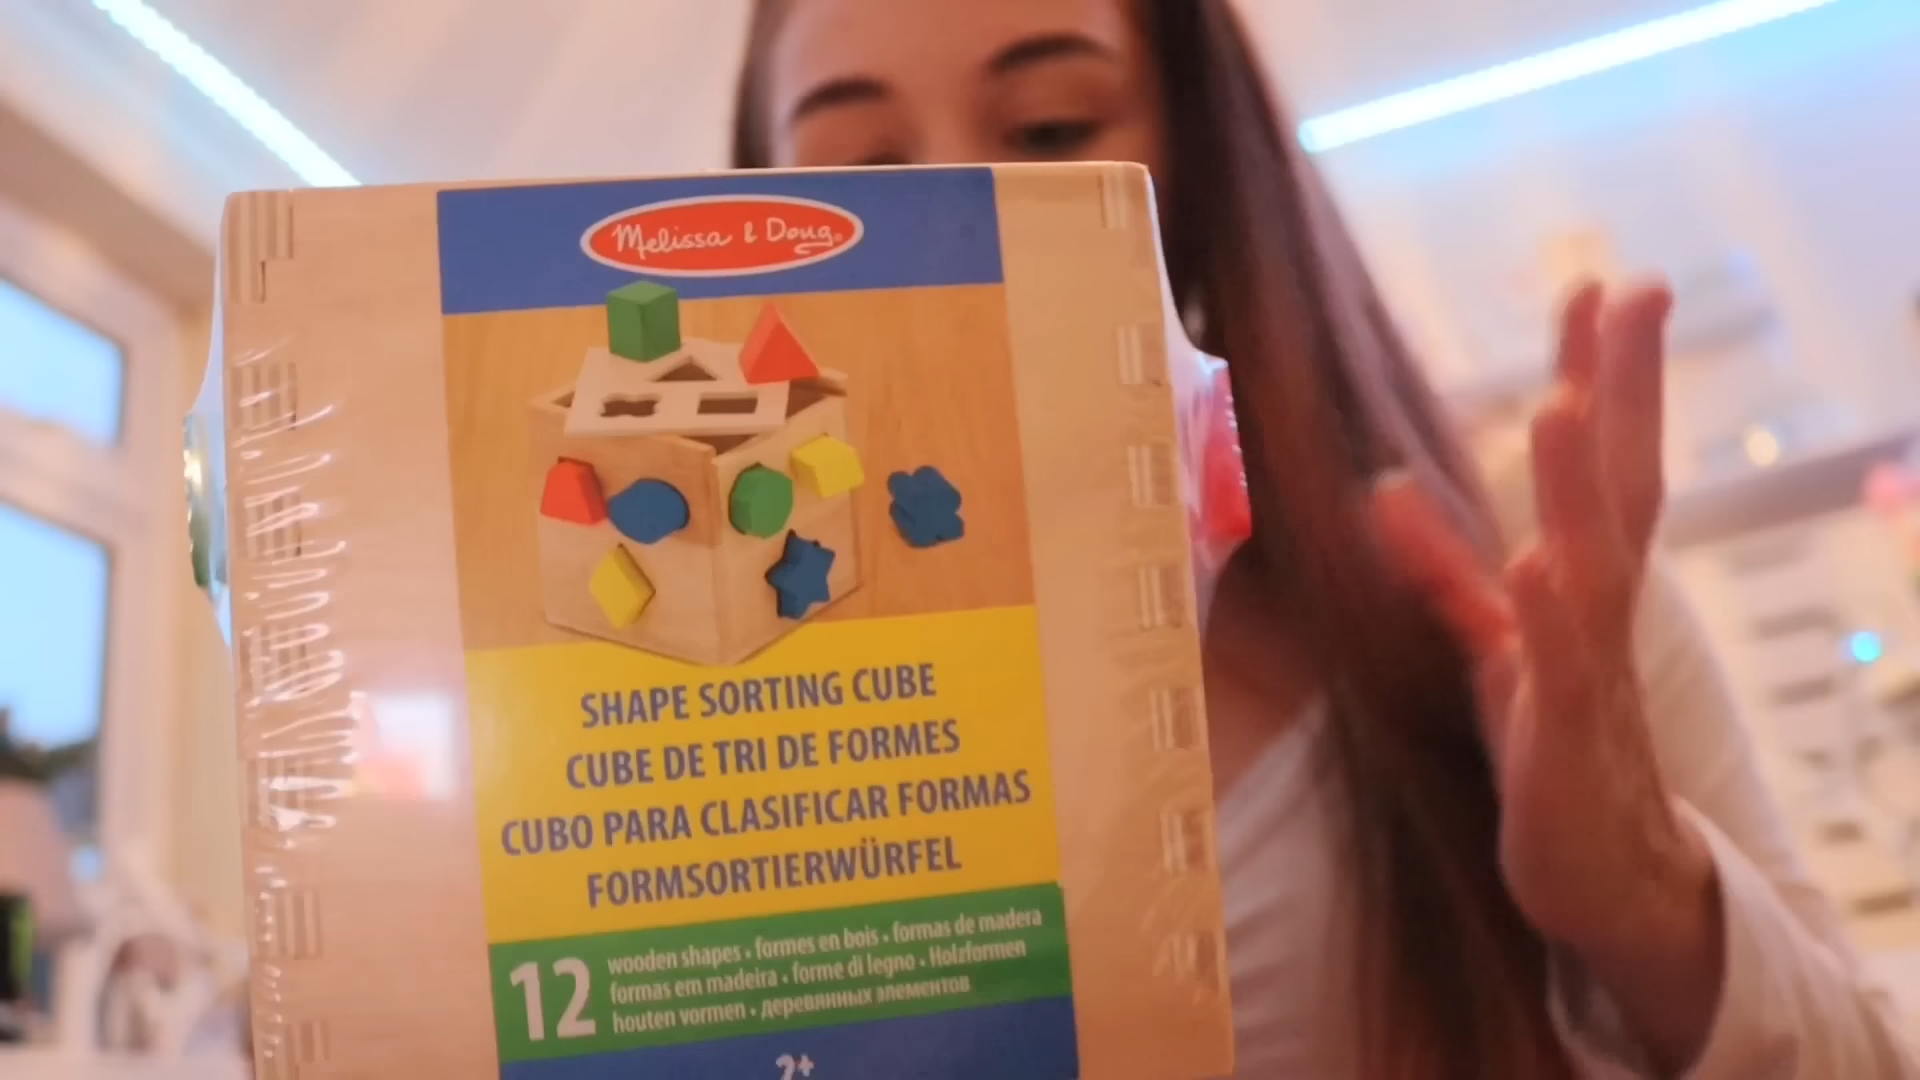 Melissa & Doug
SHAPE SORTING CUBE
CUBE DE TRI DE FORMES
CUBO PARA CLASIFICAR FORMAS
FORMSORTIERWÜRFEL
12
wooden shapes • formes en bois • formas de madera
formas em madeira • forme di legno • Holzformen
houten vormen • деревянных элементов
2+